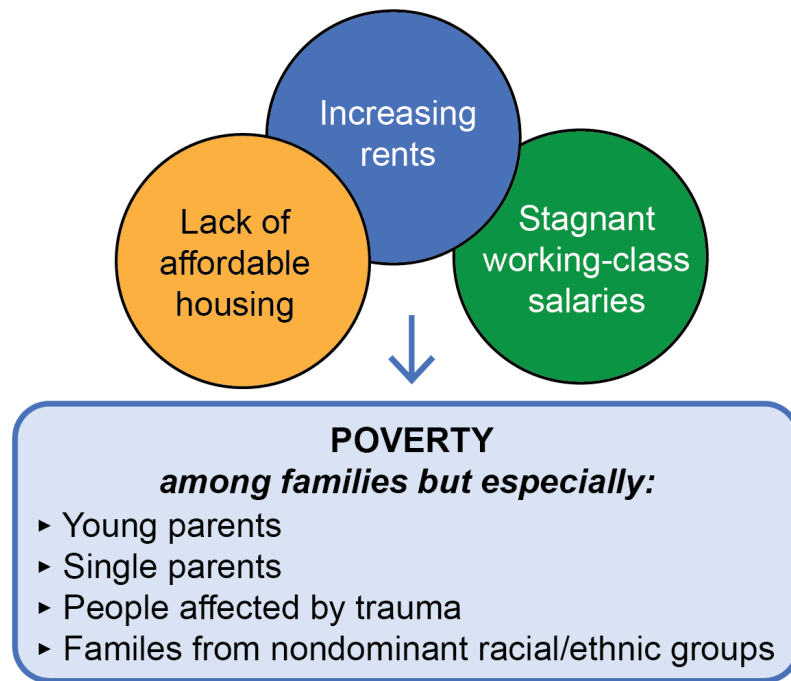 Increasing
rents
Lack of
affordable
housing
Stagnant
working-class
salaries
POVERTY
among families but especially:
▸ Young parents
▸ Single parents
▸ People affected by trauma
▸ Familes from nondominant racial/ethnic groups